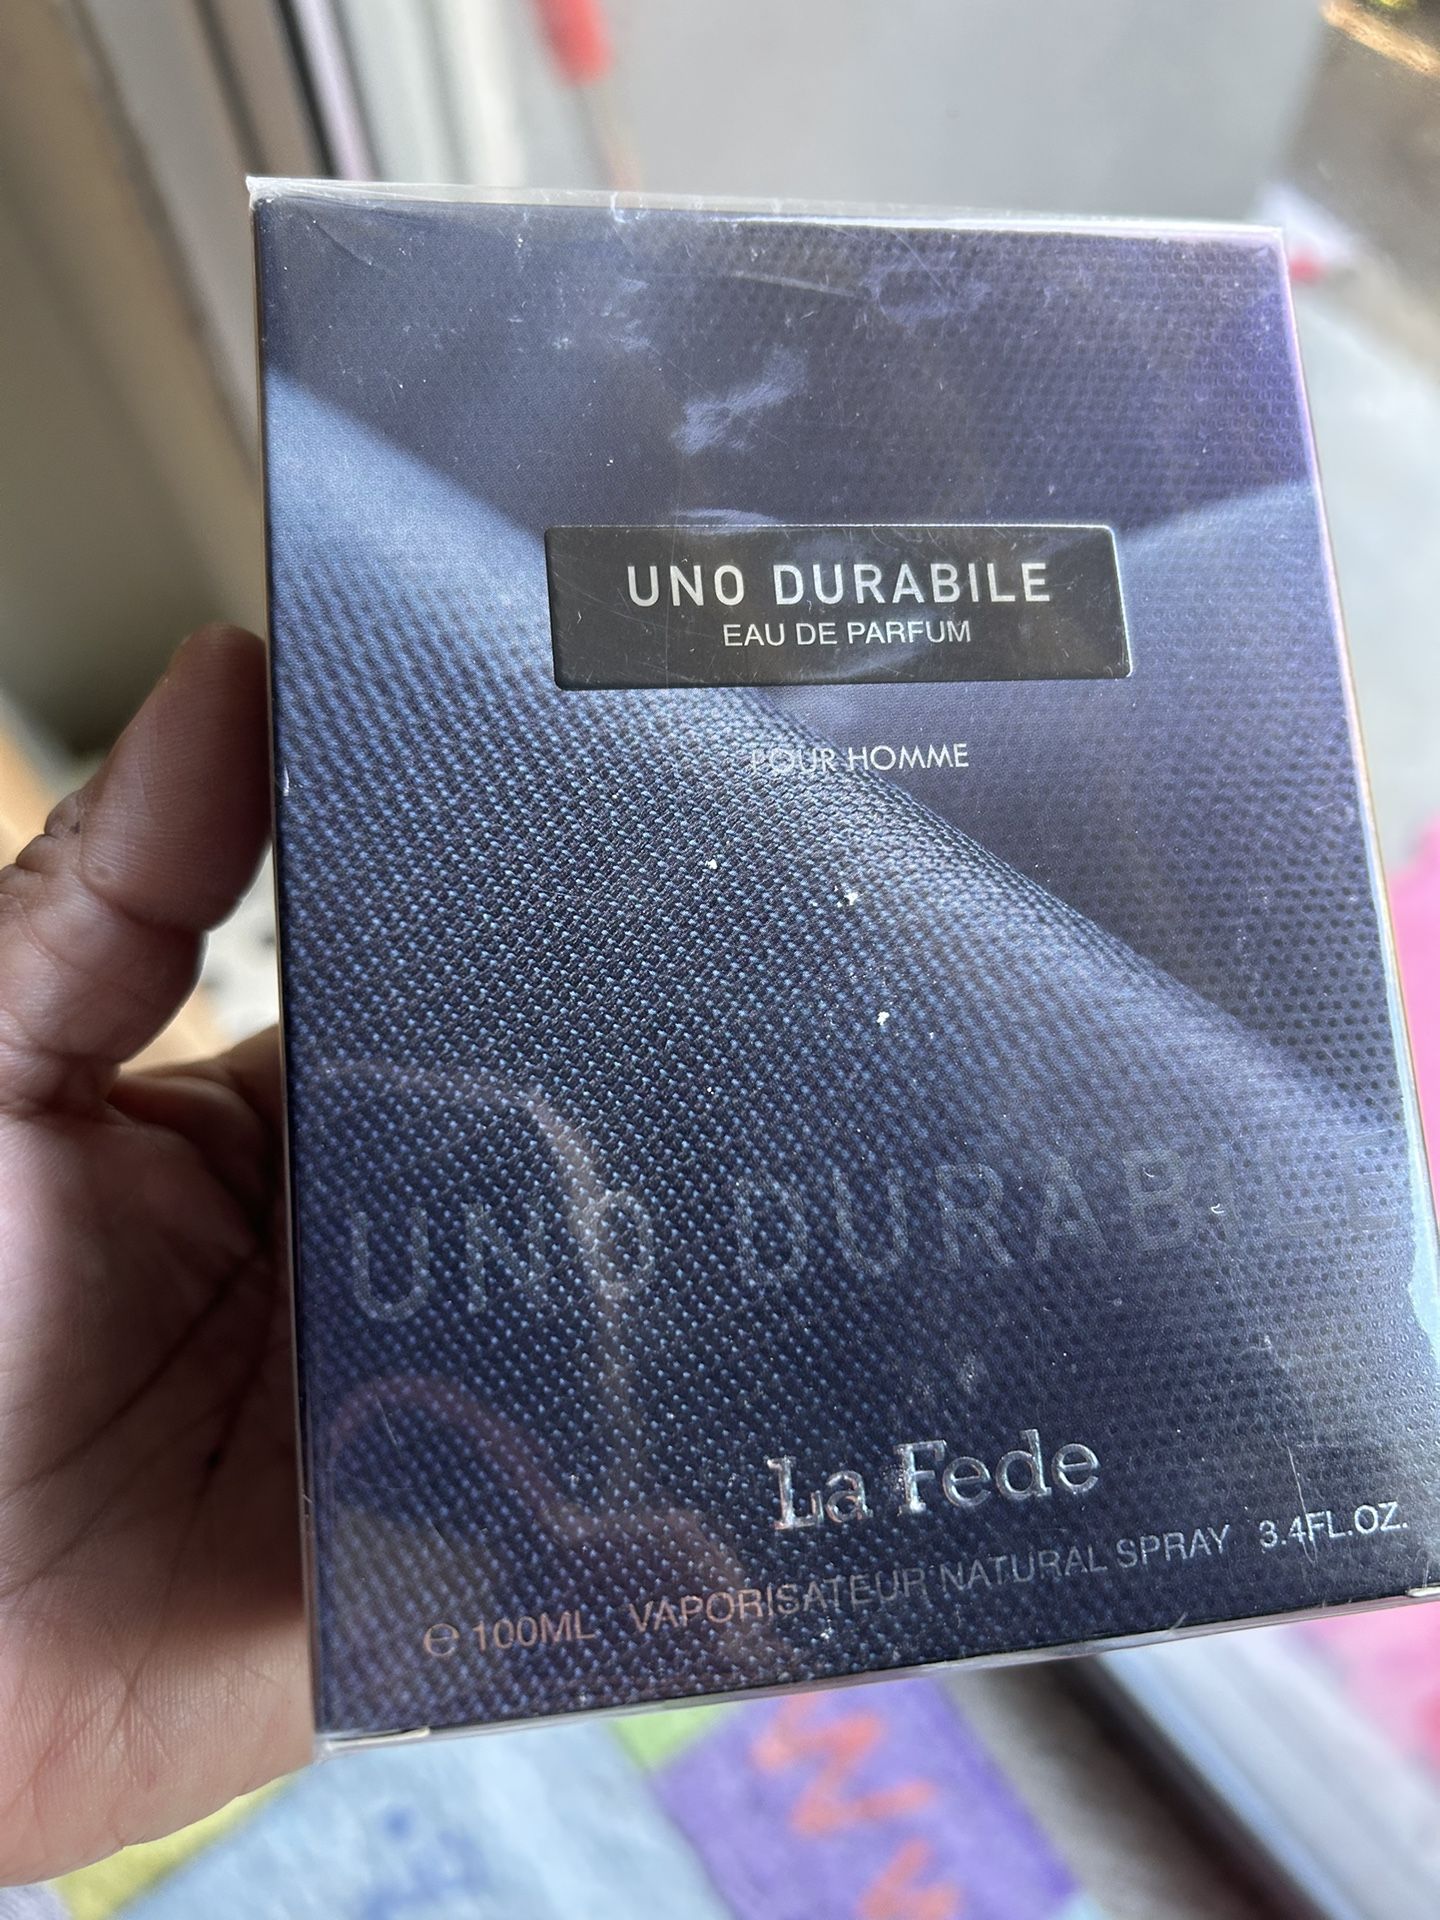 UNO DURABILE
EAU DE PARFUM
POUR HOMME
UNO DURABILE
La Fede
℮ 100ML VAPORISATEUR NATURAL SPRAY 3.4FL.OZ.